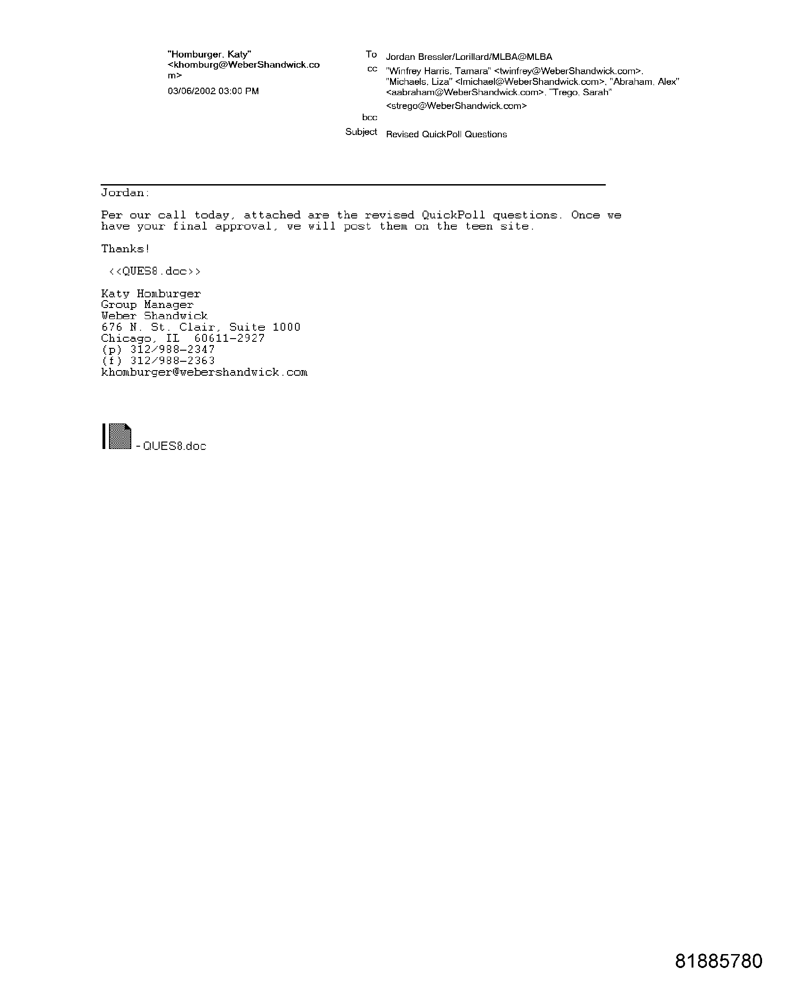 "Homburger, Katy"
<khomburg@WeberShandwick.co
m>
03/06/2002 03:00 PM
To Jordan Bressler/Lorillard/MLBA@MLBA
cc "Winfrey Harris, Tamara" <twinfrey@WeberShandwick.com>,
"Michaels, Liza" <lmichael@WeberShandwick.com>, "Abraham, Alex"
<aabraham@WeberShandwick.com>, "Trego, Sarah"
<strego@WeberShandwick.com>
bcc
Subject Revised QuickPoll Questions
Jordan:
Per our call today, attached are the revised QuickPoll questions. Once we
have your final approval, we will post them on the teen site.
Thanks!
<<QUES8.doc>>
Katy Homburger
Group Manager
Weber Shandwick
676 N. St. Clair, Suite 1000
Chicago, IL  60611-2927
(p) 312/988-2347
(f) 312/988-2363
khomburger@webershandwick.com
- QUES8.doc
81885780